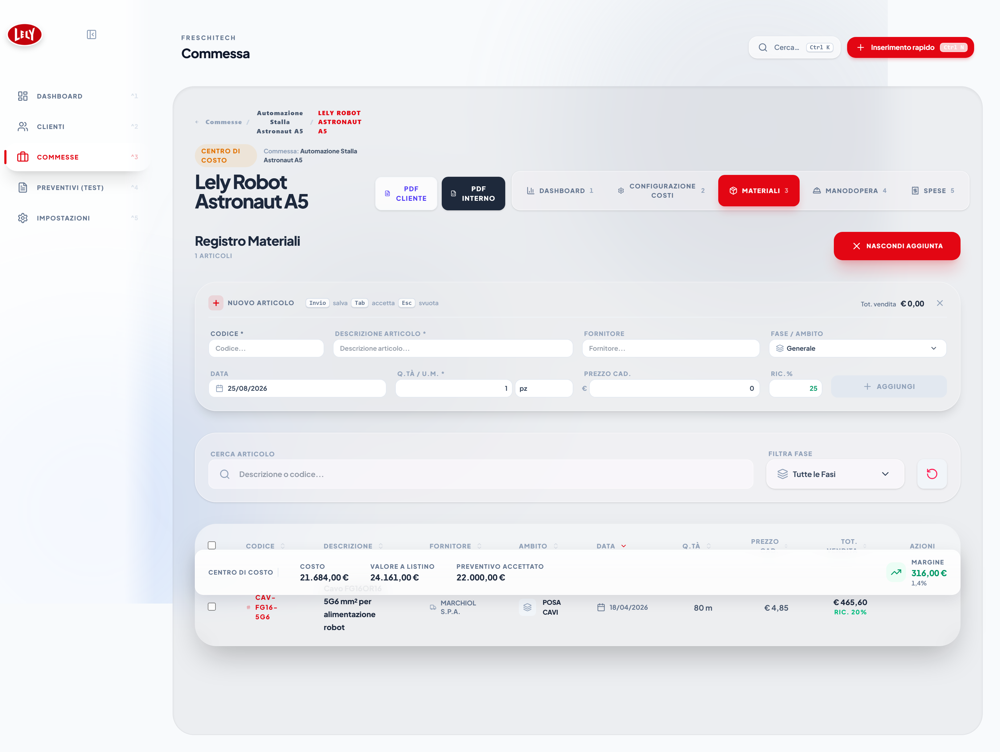 LELY
FRESCHITECH
Commessa
Cerca... Ctrl K
Inserimento rapido Ctrl N
DASHBOARD ^1
CLIENTI ^2
COMMESSE ^3
PREVENTIVI (TEST) ^4
IMPOSTAZIONI ^5
Commesse /
Automazione
Stalla
Astronaut A5
/
LELY ROBOT
ASTRONAUT
A5
CENTRO DI
COSTO
Commessa: Automazione Stalla
Astronaut A5
Lely Robot
Astronaut A5
PDF
CLIENTE
PDF
INTERNO
DASHBOARD 1
CONFIGURAZIONE
COSTI
2
MATERIALI 3
MANODOPERA 4
SPESE 5
Registro Materiali
1 ARTICOLI
NASCONDI AGGIUNTA
NUOVO ARTICOLO Invio salva Tab accetta Esc svuota
Tot. vendita € 0,00
CODICE * DESCRIZIONE ARTICOLO * FORNITORE FASE / AMBITO
Codice... Descrizione articolo... Fornitore... Generale
DATA Q.TÀ / U.M. * PREZZO CAD. RIC.%
25/08/2026 1 pz € 0 25 AGGIUNGI
CERCA ARTICOLO FILTRA FASE
Descrizione o codice... Tutte le Fasi
CODICE DESCRIZIONE FORNITORE AMBITO DATA Q.TÀ PREZZO CAD. TOT. VENDITA AZIONI
CENTRO DI COSTO
COSTO
21.684,00 €
VALORE A LISTINO
24.161,00 €
PREVENTIVO ACCETTATO
22.000,00 €
MARGINE
316,00 €
1,4%
# CAV-
FG16-
5G6
Cavo FG16OR16
5G6 mm² per
alimentazione
robot
MARCHIOL
S.P.A.
POSA
CAVI
18/04/2026
80 m
€ 4,85
€ 465,60
RIC. 20%